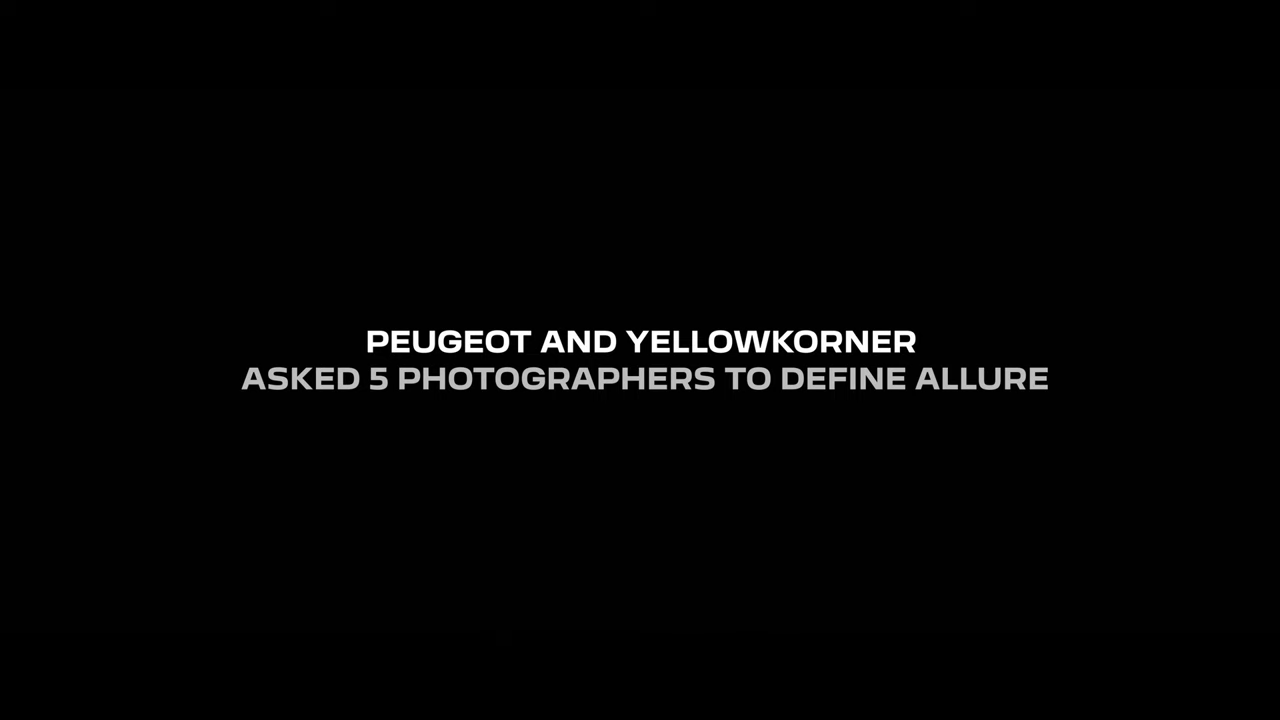 PEUGEOT AND YELLOWKORNER
ASKED 5 PHOTOGRAPHERS TO DEFINE ALLURE